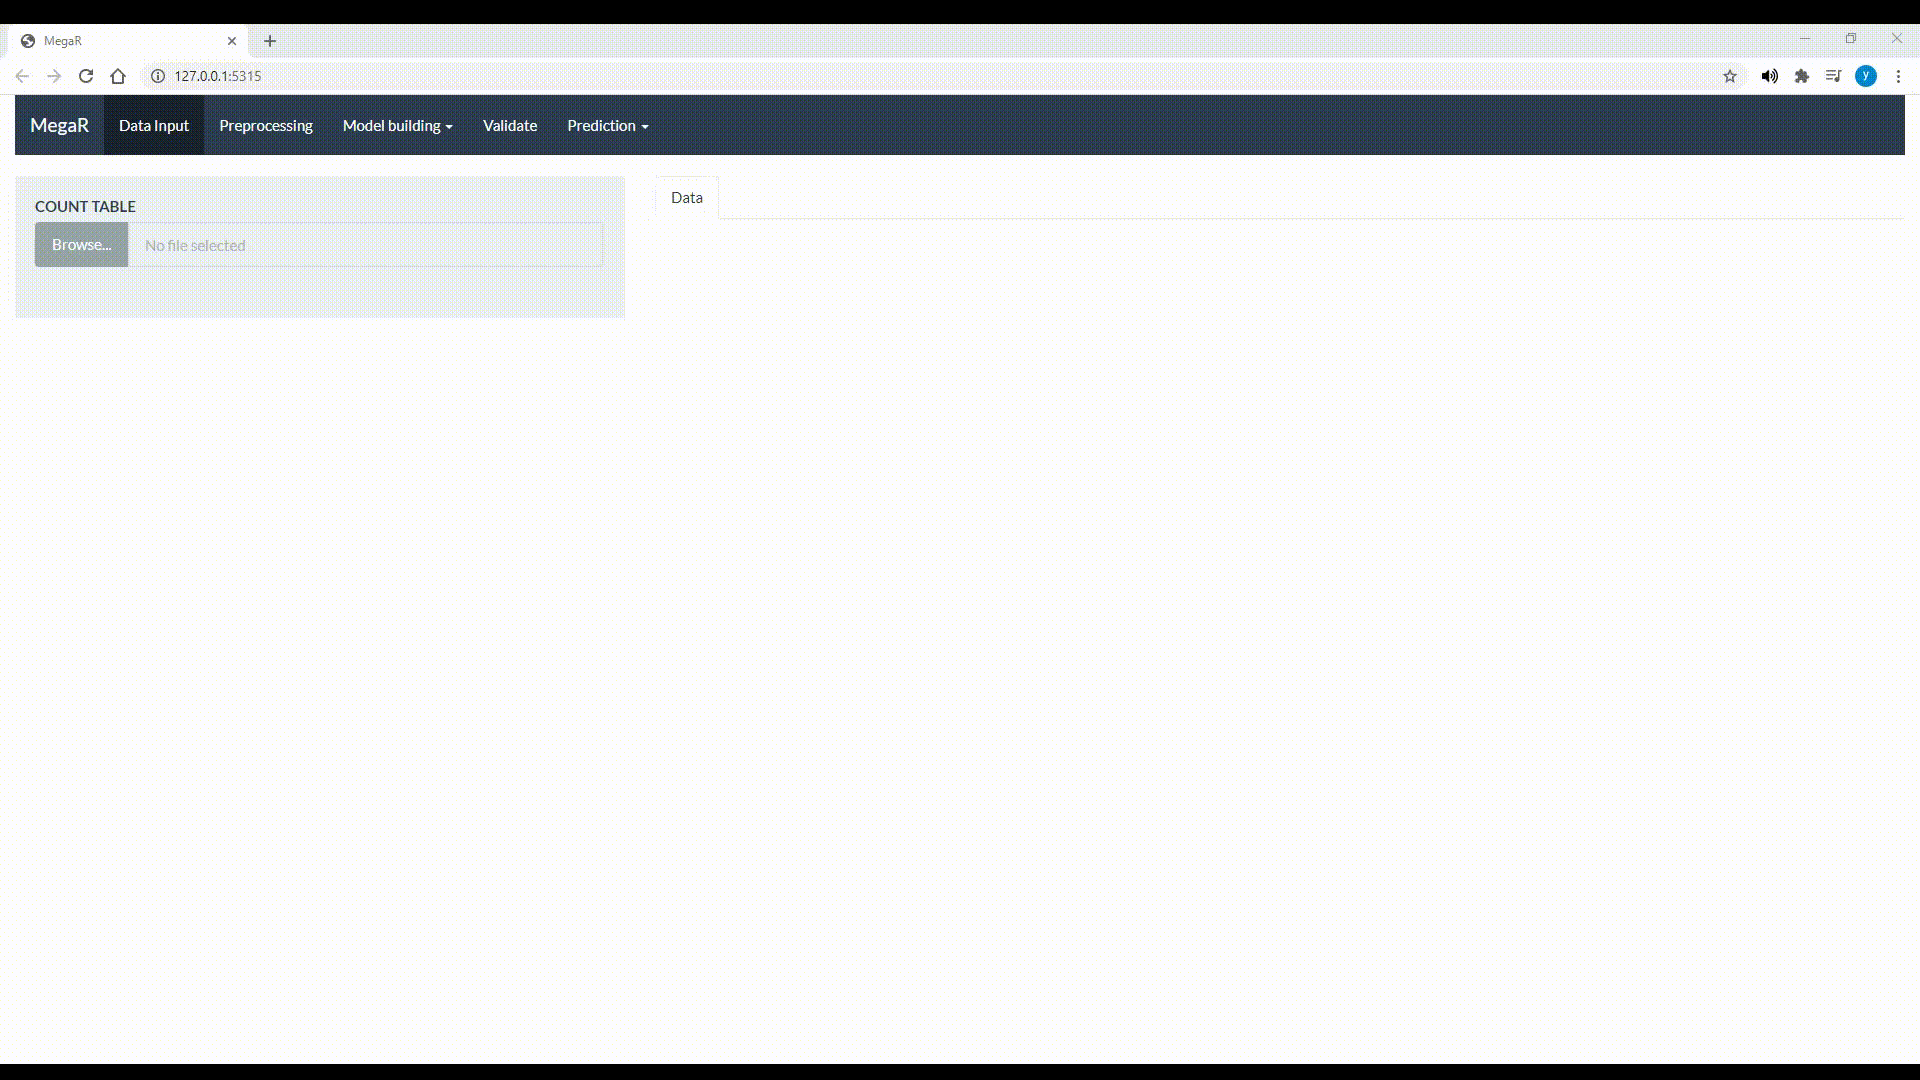 MegaR
127.0.0.1:5315
y
MegaR Data Input Preprocessing Model building Validate Prediction
COUNT TABLE
Browse... No file selected
Data